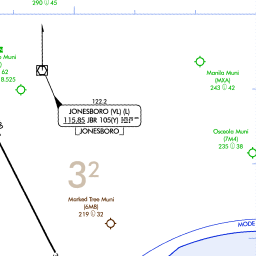 290 45
e Muni
62
8.525
122.2
JONESBORO (VL) (L)
115.85 JBR 105(Y)
JONESBORO
Manila Muni
(MXA)
243 42
Osceola Muni
(7M4)
235 38
3²
Marked Tree Muni
(6M8)
219 32
MODE